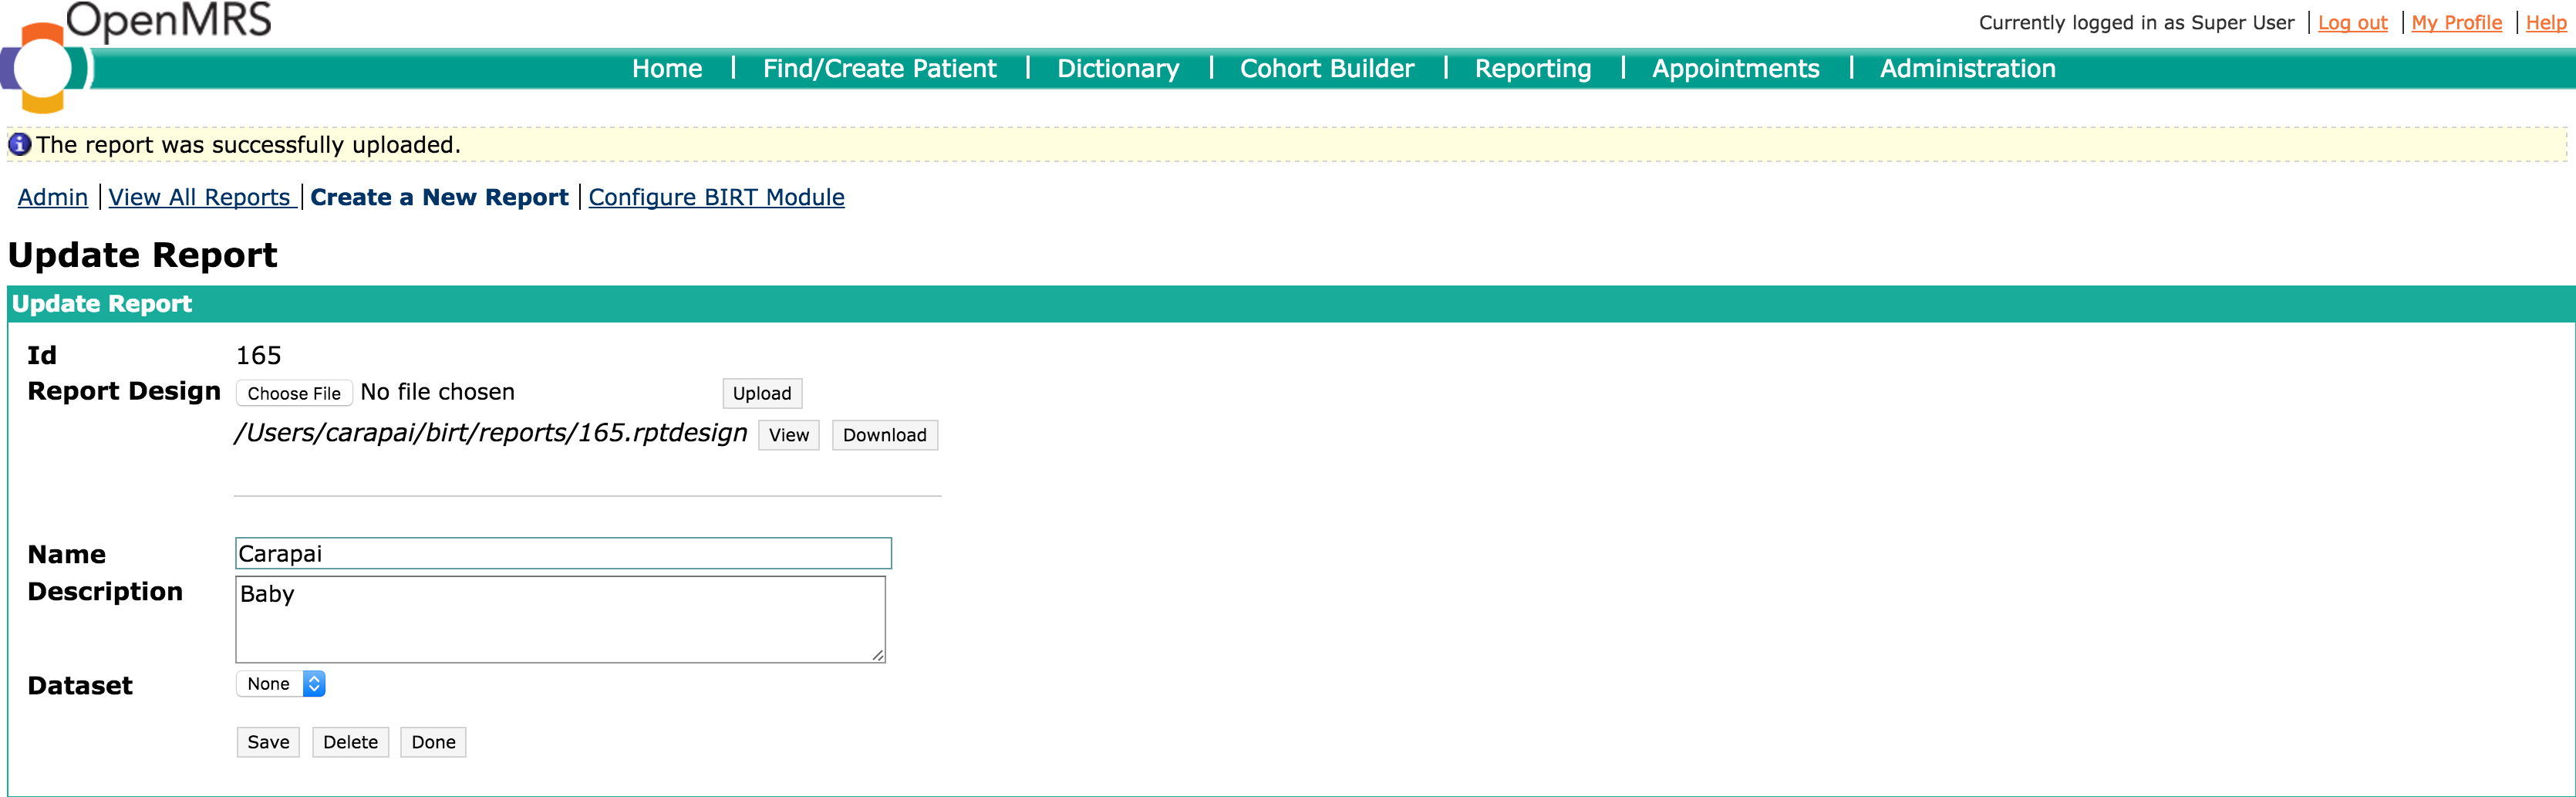 OpenMRS
Currently logged in as Super User | Log out | My Profile | Help
Home | Find/Create Patient | Dictionary | Cohort Builder | Reporting | Appointments | Administration
The report was successfully uploaded.
Admin | View All Reports | Create a New Report | Configure BIRT Module
Update Report
Update Report
Id 165
Report Design Choose File No file chosen Upload
/Users/carapai/birt/reports/165.rptdesign View Download
Name Carapai
Description Baby
Dataset None
Save Delete Done